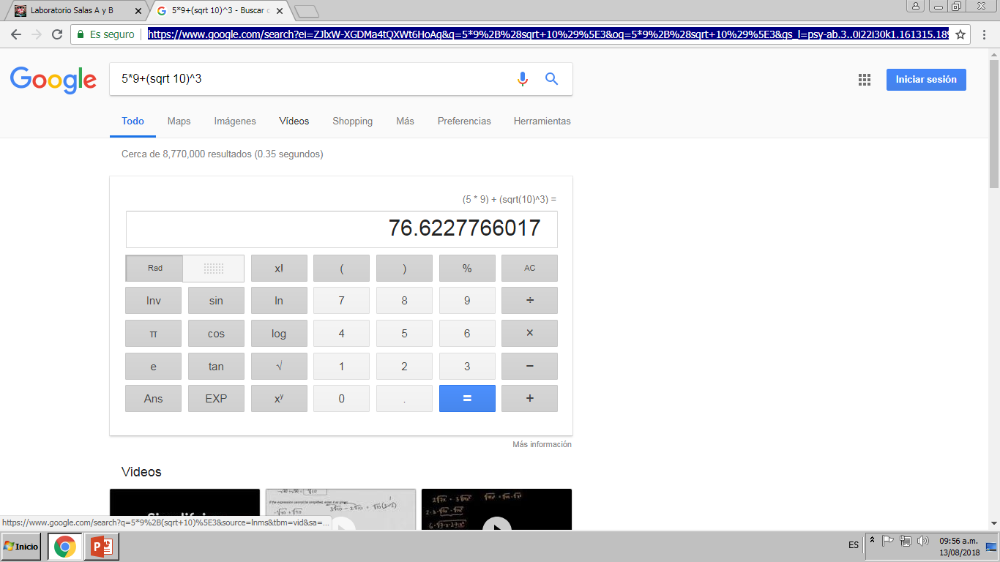 Laboratorio Salas A y B
5*9+(sqrt 10)^3 - Buscar c
Es seguro
https://www.google.com/search?ei=ZJlxW-XGDMa4tQXWt6HoAg&q=5*9%2B%28sqrt+10%29%5E3&oq=5*9%2B%28sqrt+10%29%5E3&gs_l=psy-ab.3..0i22i30k1.161315.189
Google
5*9+(sqrt 10)^3
Iniciar sesión
Todo Maps Imágenes Vídeos Shopping Más Preferencias Herramientas
Cerca de 8,770,000 resultados (0.35 segundos)
(5 * 9) + (sqrt(10)^3) =
76.6227766017
Rad x! ( ) % AC
Inv sin ln 7 8 9 ÷
π cos log 4 5 6 ×
e tan √ 1 2 3 −
Ans EXP xʸ 0 . = +
Más información
Videos
https://www.google.com/search?q=5*9%2B(sqrt+10)%5E3&source=lnms&tbm=vid&sa=...
Inicio
ES
09:56 a.m.
13/08/2018